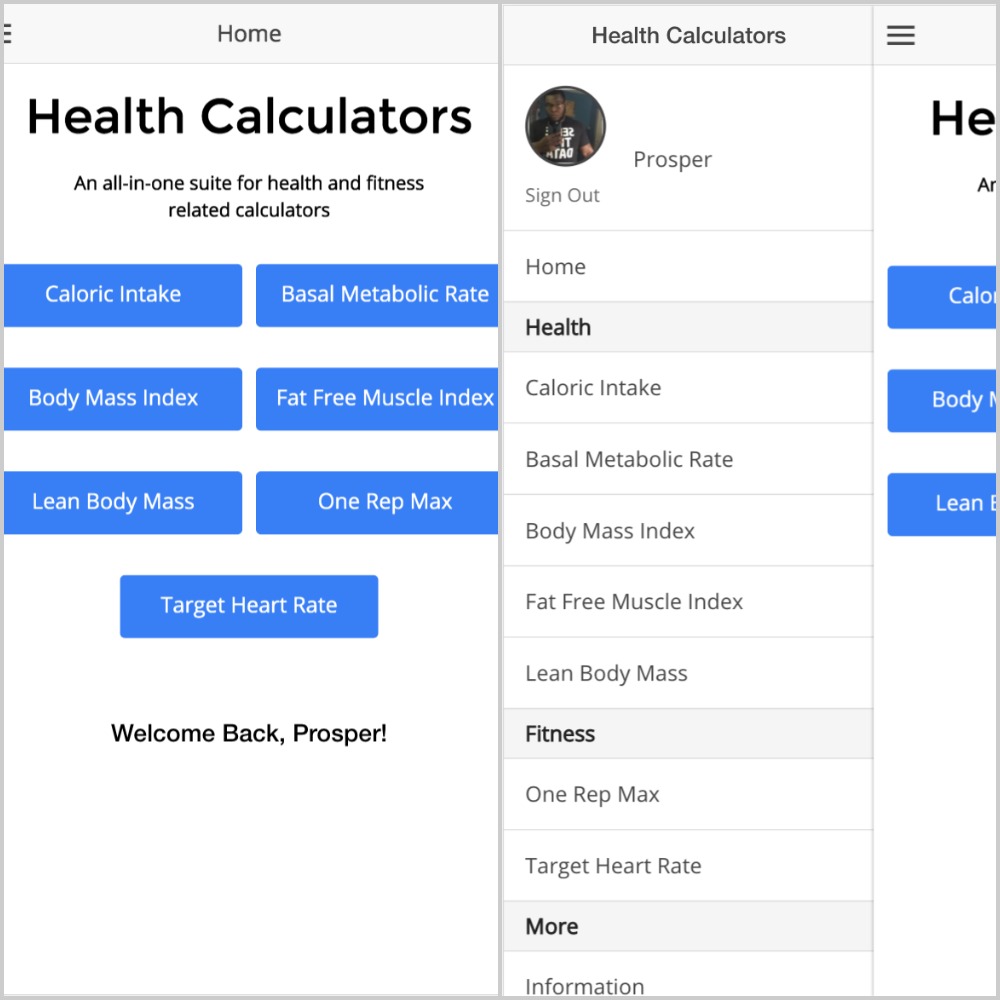 Home
Health Calculators
An all-in-one suite for health and fitness
related calculators
Caloric Intake
Basal Metabolic Rate
Body Mass Index
Fat Free Muscle Index
Lean Body Mass
One Rep Max
Target Heart Rate
Welcome Back, Prosper!
Health Calculators
Prosper
Sign Out
Home
Health
Caloric Intake
Basal Metabolic Rate
Body Mass Index
Fat Free Muscle Index
Lean Body Mass
Fitness
One Rep Max
Target Heart Rate
More
Information
He
Calo
Body
Lean